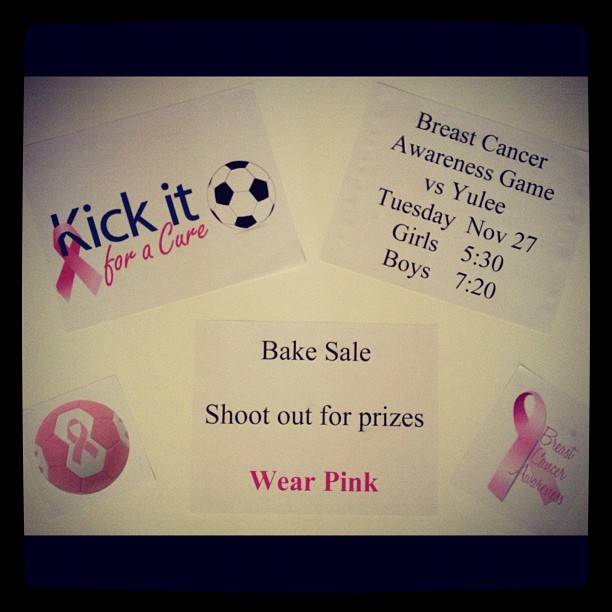 Kick it
for a Cure
Breast Cancer
Awareness Game
vs Yulee
Tuesday Nov 27
Girls 5:30
Boys 7:20
Bake Sale
Shoot out for prizes
Wear Pink
Breast
Cancer
Awareness